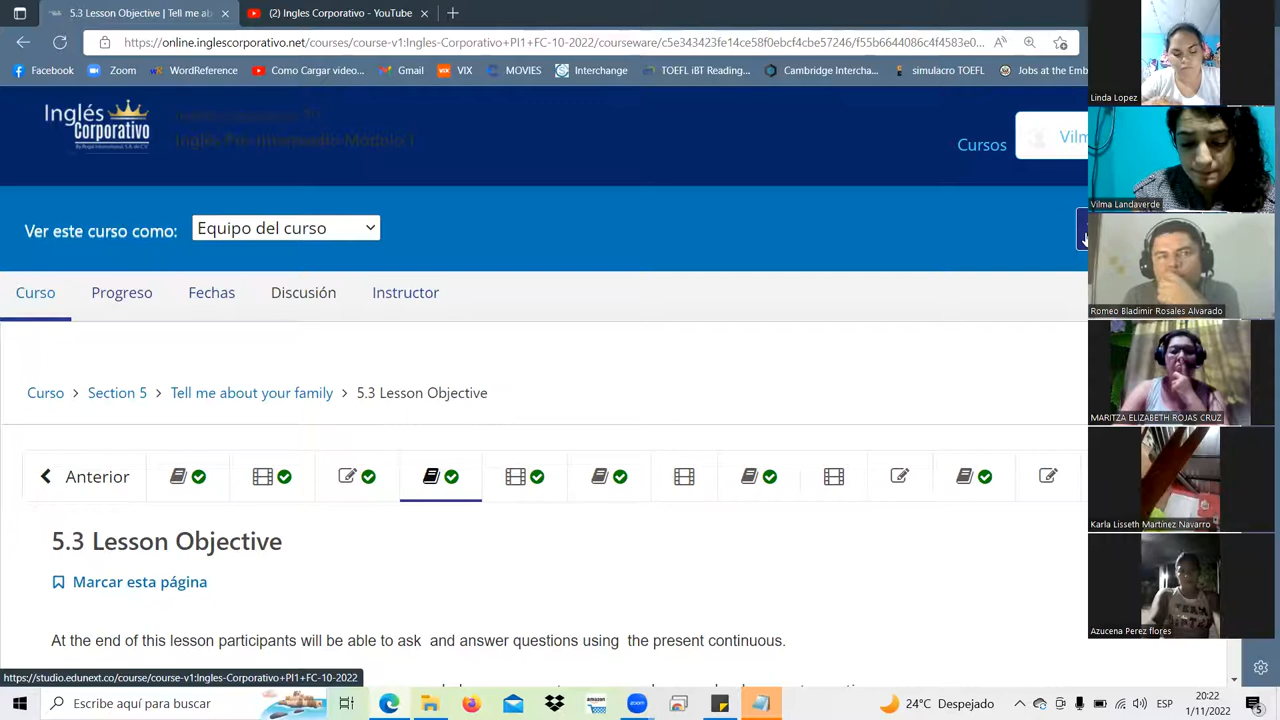 5.3 Lesson Objective | Tell me ab
(2) Ingles Corporativo - YouTube
https://online.inglescorporativo.net/courses/course-v1:Ingles-Corporativo+PI1+FC-10-2022/courseware/c5e343423fe14ce58f0ebcf4cbe57246/f55b6644086c4f4583e0...
Facebook Zoom WordReference Como Cargar video... Gmail VIX MOVIES Interchange TOEFL iBT Reading... Cambridge Intercha... simulacro TOEFL Jobs at the Emb
Inglés
Corporativo
Inglés Pre-Intermedio Módulo I
Cursos
Vilm
Ver este curso como: Equipo del curso
Curso Progreso Fechas Discusión Instructor
Curso > Section 5 > Tell me about your family > 5.3 Lesson Objective
Anterior
5.3 Lesson Objective
Marcar esta página
At the end of this lesson participants will be able to ask and answer questions using the present continuous.
https://studio.edunext.co/course/course-v1:Ingles-Corporativo+PI1+FC-10-2022
Escribe aquí para buscar
24°C Despejado
ESP
20:22
1/11/2022
5
Linda Lopez
Vilma Landaverde
Romeo Bladimir Rosales Alvarado
MARITZA ELIZABETH ROJAS CRUZ
Karla Lisseth Martínez Navarro
Azucena Perez flores